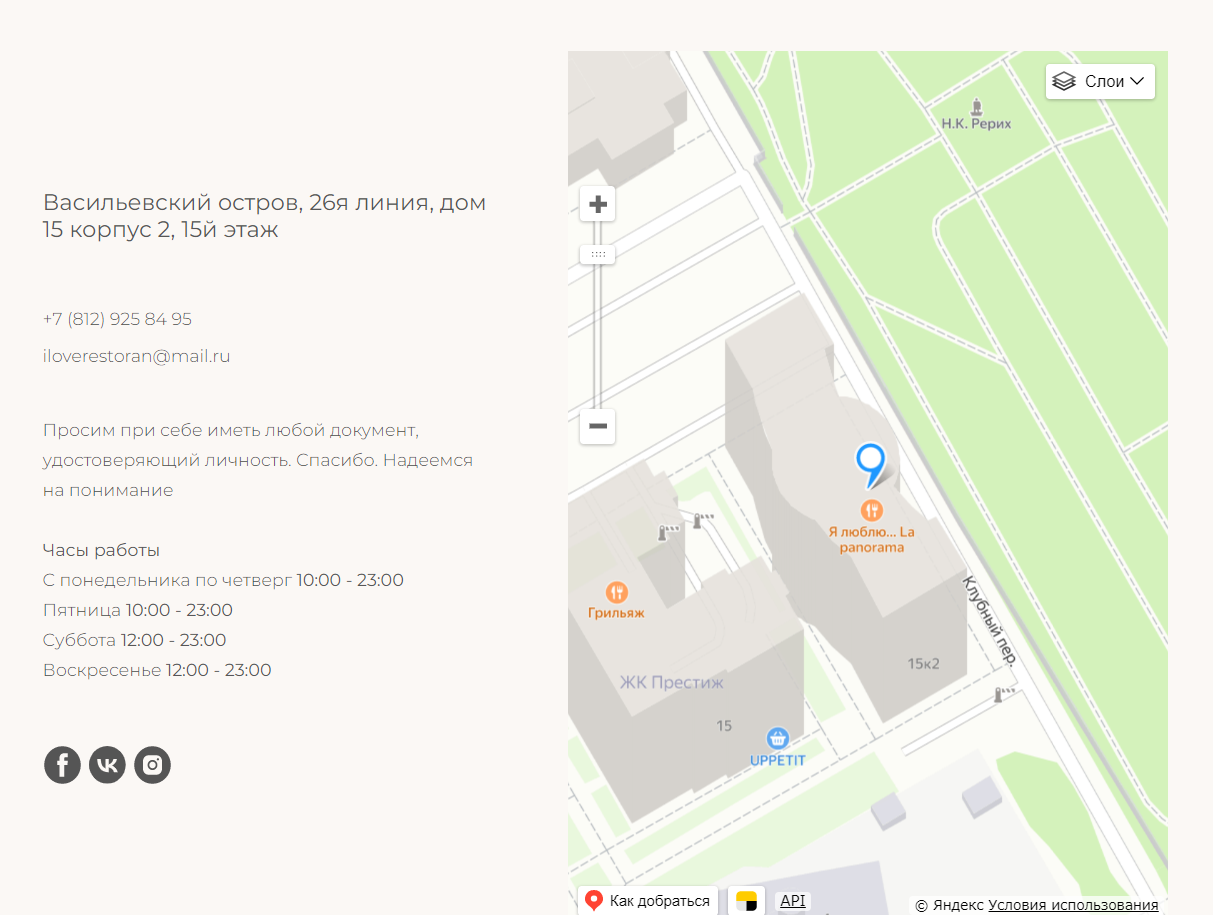 Васильевский остров, 26я линия, дом
15 корпус 2, 15й этаж
+7 (812) 925 84 95
iloverestoran@mail.ru
Просим при себе иметь любой документ,
удостоверяющий личность. Спасибо. Надеемся
на понимание
Часы работы
С понедельника по четверг 10:00 - 23:00
Пятница 10:00 - 23:00
Суббота 12:00 - 23:00
Воскресенье 12:00 - 23:00
Слои
Н.К. Рерих
Я люблю... La
panorama
Грильяж
Клубный пер.
15к2
ЖК Престиж
15
UPPETIT
Как добраться
API
© Яндекс Условия использования